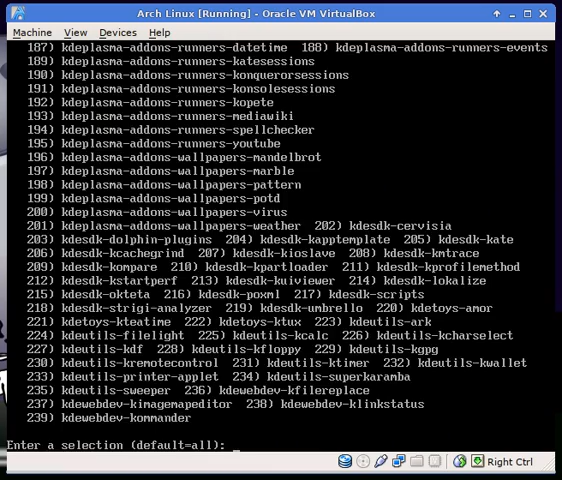 Arch Linux [Running] - Oracle VM VirtualBox
Machine View Devices Help
187) kdeplasma-addons-runners-datetime 188) kdeplasma-addons-runners-events
189) kdeplasma-addons-runners-katesessions
190) kdeplasma-addons-runners-konquerorsessions
191) kdeplasma-addons-runners-konsolesessions
192) kdeplasma-addons-runners-kopete
193) kdeplasma-addons-runners-mediawiki
194) kdeplasma-addons-runners-spellchecker
195) kdeplasma-addons-runners-youtube
196) kdeplasma-addons-wallpapers-mandelbrot
197) kdeplasma-addons-wallpapers-marble
198) kdeplasma-addons-wallpapers-pattern
199) kdeplasma-addons-wallpapers-potd
200) kdeplasma-addons-wallpapers-virus
201) kdeplasma-addons-wallpapers-weather 202) kdesdk-cervisia
203) kdesdk-dolphin-plugins 204) kdesdk-kapptemplate 205) kdesdk-kate
206) kdesdk-kcachegrind 207) kdesdk-kioslave 208) kdesdk-kmtrace
209) kdesdk-kompare 210) kdesdk-kpartloader 211) kdesdk-kprofilemethod
212) kdesdk-kstartperf 213) kdesdk-kuiviewer 214) kdesdk-lokalize
215) kdesdk-okteta 216) kdesdk-poxml 217) kdesdk-scripts
218) kdesdk-strigi-analyzer 219) kdesdk-umbrello 220) kdetoys-amor
221) kdetoys-kteatime 222) kdetoys-ktux 223) kdeutils-ark
224) kdeutils-filelight 225) kdeutils-kcalc 226) kdeutils-kcharselect
227) kdeutils-kdf 228) kdeutils-kfloppy 229) kdeutils-kgpg
230) kdeutils-kremotecontrol 231) kdeutils-ktimer 232) kdeutils-kwallet
233) kdeutils-printer-applet 234) kdeutils-superkaramba
235) kdeutils-sweeper 236) kdewebdev-kfilereplace
237) kdewebdev-kimagemapeditor 238) kdewebdev-klinkstatus
239) kdewebdev-kommander
Enter a selection (default=all): _
Right Ctrl